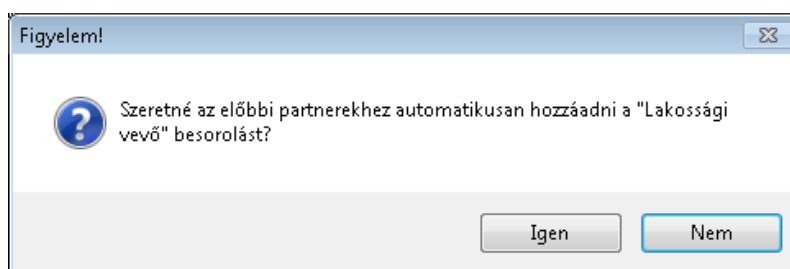 Figyelem!
Szeretné az előbbi partnerekhez automatikusan hozzáadni a "Lakossági
vevő" besorolást?
Igen
Nem